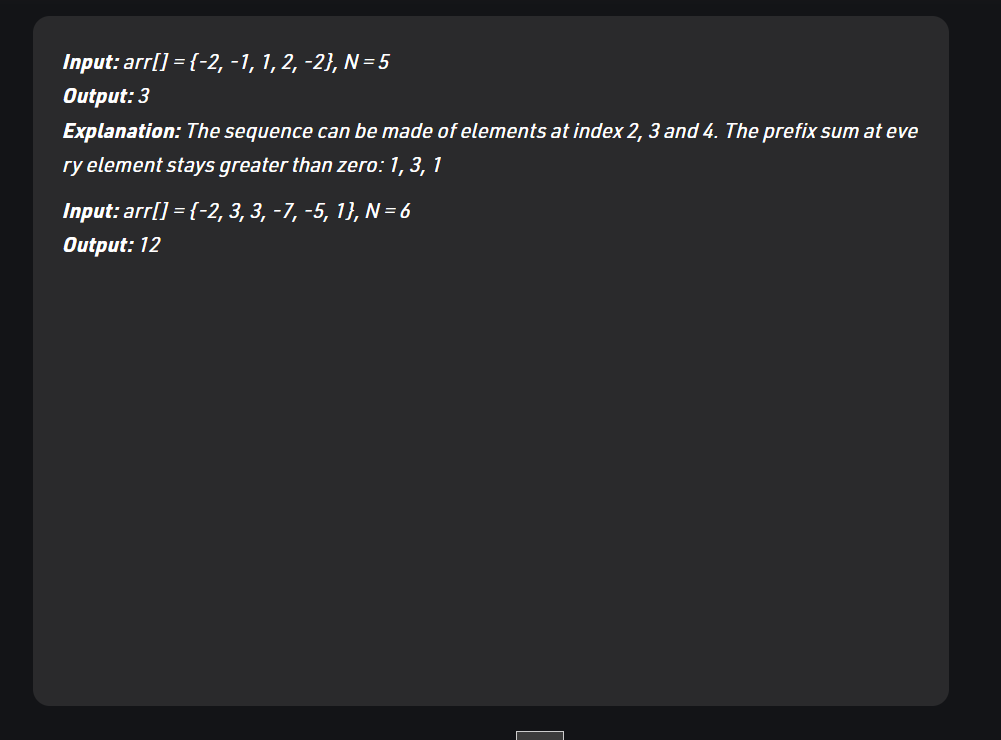 Input: arr[] = {-2, -1, 1, 2, -2}, N = 5
Output: 3
Explanation: The sequence can be made of elements at index 2, 3 and 4. The prefix sum at eve
ry element stays greater than zero: 1, 3, 1
Input: arr[] = {-2, 3, 3, -7, -5, 1}, N = 6
Output: 12